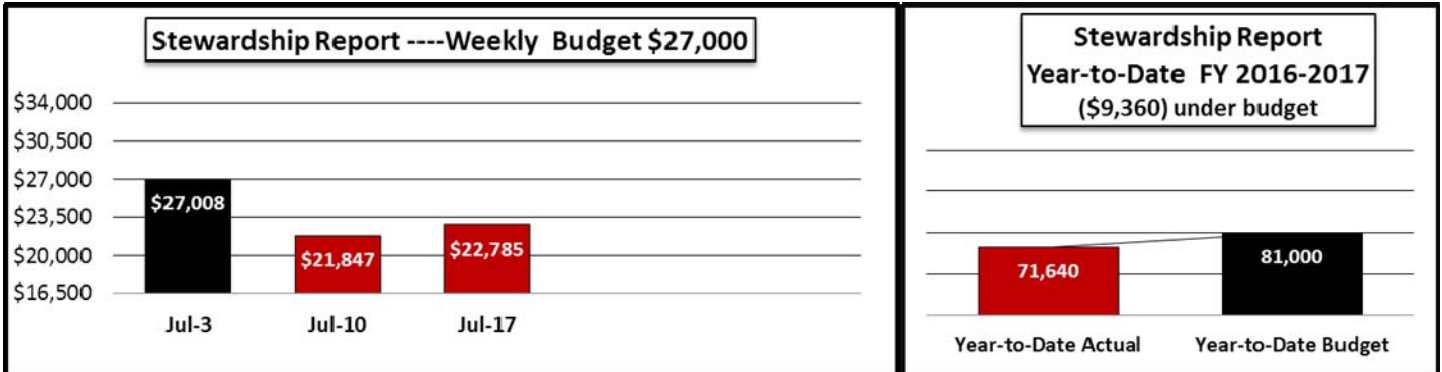 Stewardship Report ----Weekly Budget $27,000
$34,000
$30,500
$27,000
$23,500
$20,000
$16,500
$27,008
$21,847
$22,785
Jul-3 Jul-10 Jul-17
Stewardship Report
Year-to-Date FY 2016-2017
($9,360) under budget
71,640
81,000
Year-to-Date Actual Year-to-Date Budget